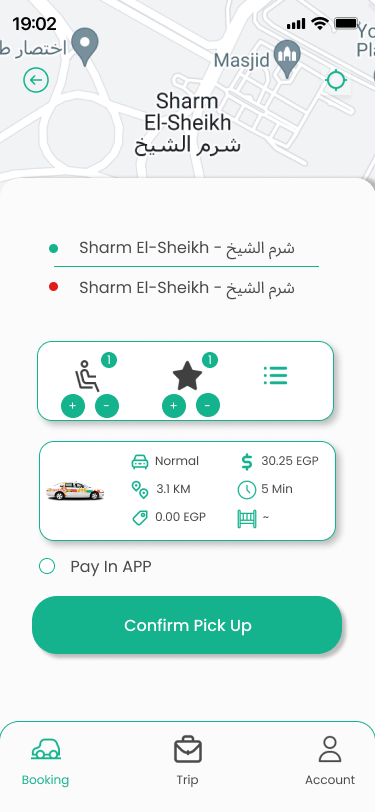 19:02
اختصار ط
Yo
Pla
Masjid
Sharm
El-Sheikh
شرم الشيخ
Sharm El-Sheikh - شرم الشيخ
Sharm El-Sheikh - شرم الشيخ
1 1
+ - + -
Normal 30.25 EGP
3.1 KM 5 Min
0.00 EGP ~
Pay In APP
Confirm Pick Up
Booking Trip Account